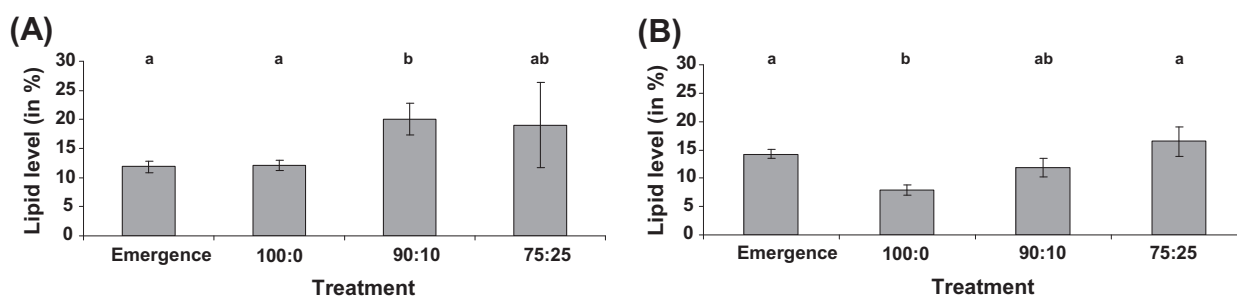 (A)
Lipid level (in %)
30
25
20
15
10
5
0
a a b ab
Emergence 100:0 90:10 75:25
Treatment
(B)
Lipid level (in %)
30
25
20
15
10
5
0
a b ab a
Emergence 100:0 90:10 75:25
Treatment